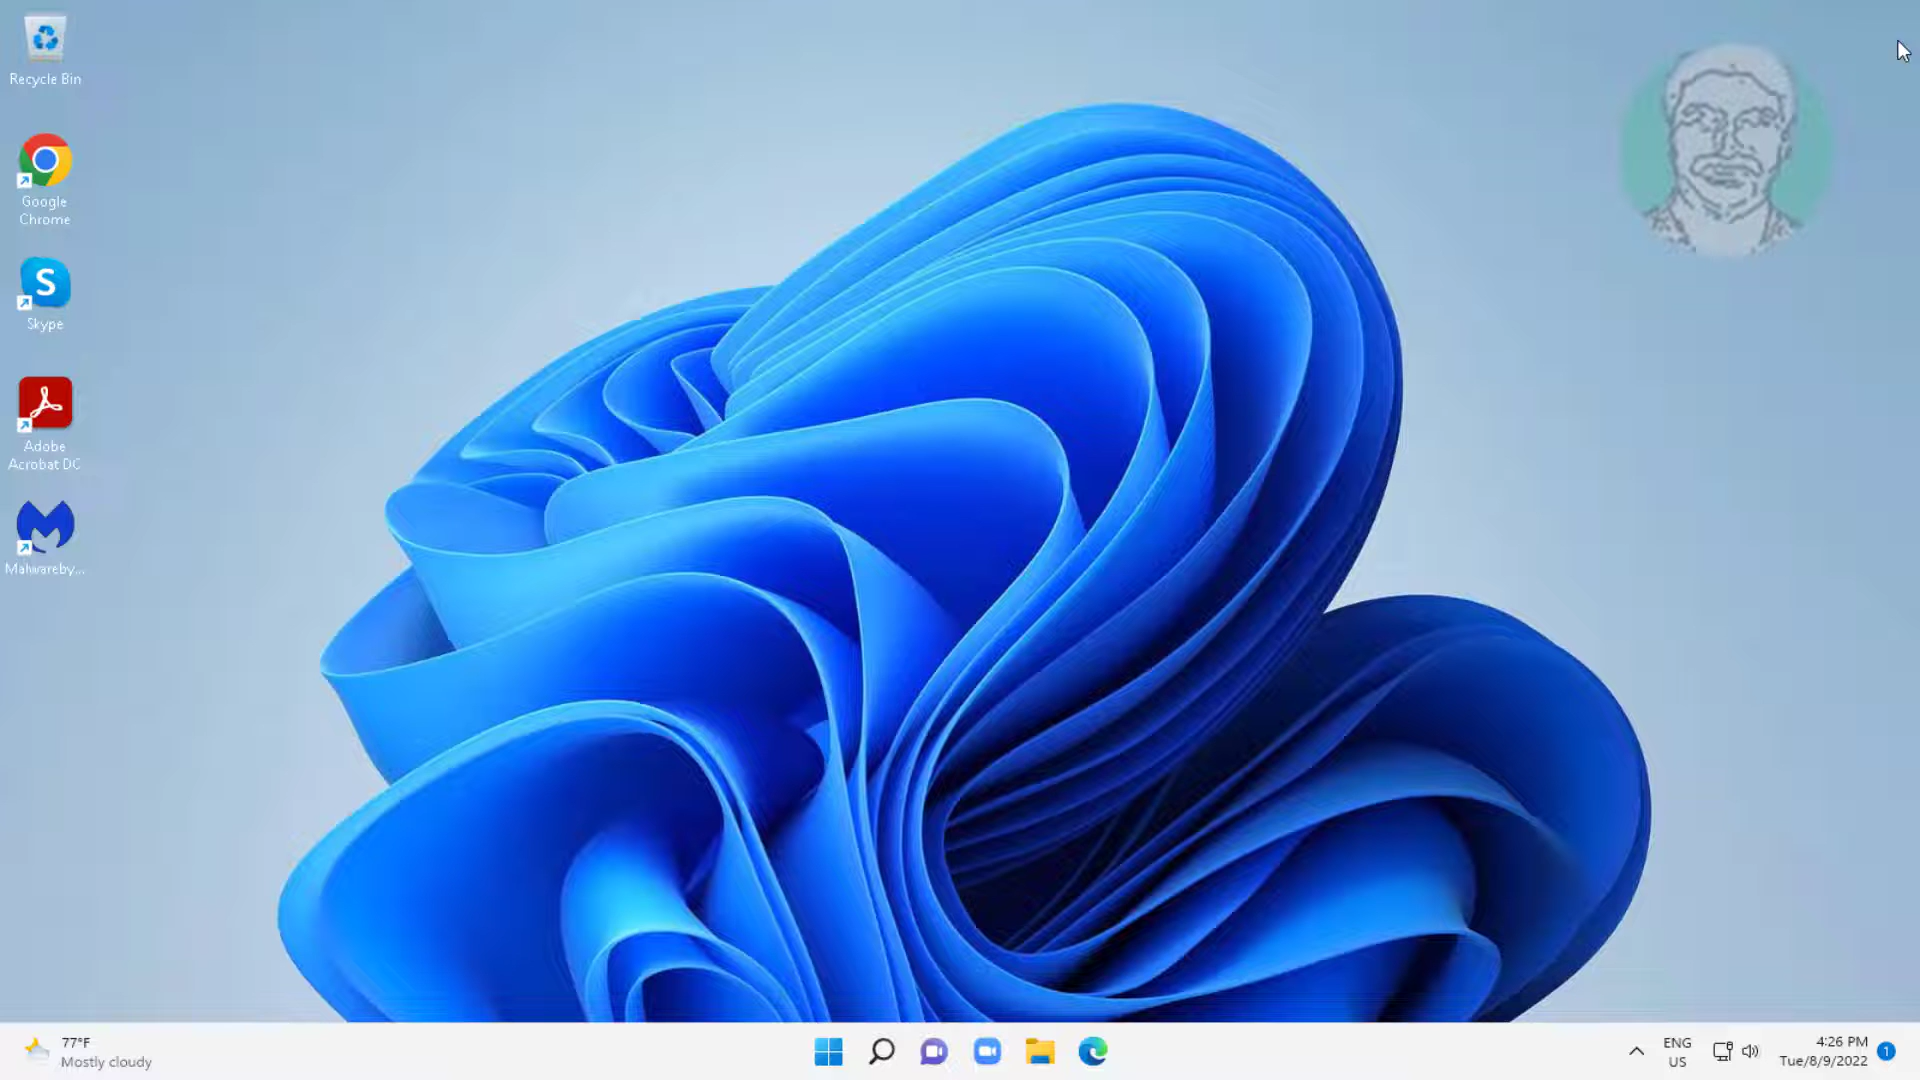 Recycle Bin
Google
Chrome
S
Skype
Adobe
Acrobat DC
Malwareby...
77°F
Mostly cloudy
ENG
US
4:26 PM
Tue/8/9/2022
1